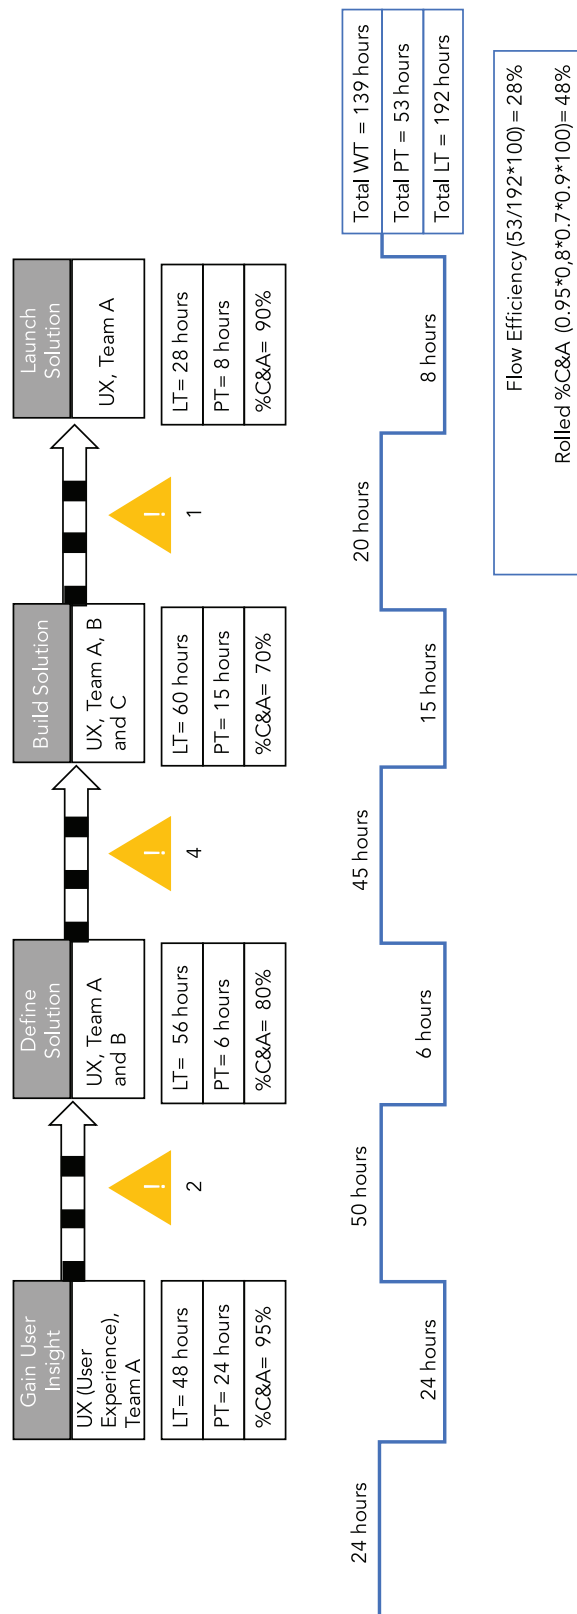 Gain User
Insight
UX (User
Experience),
Team A
LT= 48 hours
PT= 24 hours
%C&A= 95%
2
Define
Solution
UX, Team A
and B
LT= 56 hours
PT= 6 hours
%C&A= 80%
4
Build Solution
UX, Team A, B
and C
LT= 60 hours
PT= 15 hours
%C&A= 70%
1
Launch
Solution
UX, Team A
LT= 28 hours
PT= 8 hours
%C&A= 90%
24 hours
24 hours
50 hours
6 hours
45 hours
15 hours
20 hours
8 hours
Total WT = 139 hours
Total PT = 53 hours
Total LT = 192 hours
Flow Efficiency (53/192*100) = 28%
Rolled %C&A (0.95*0,8*0.7*0.9*100)= 48%